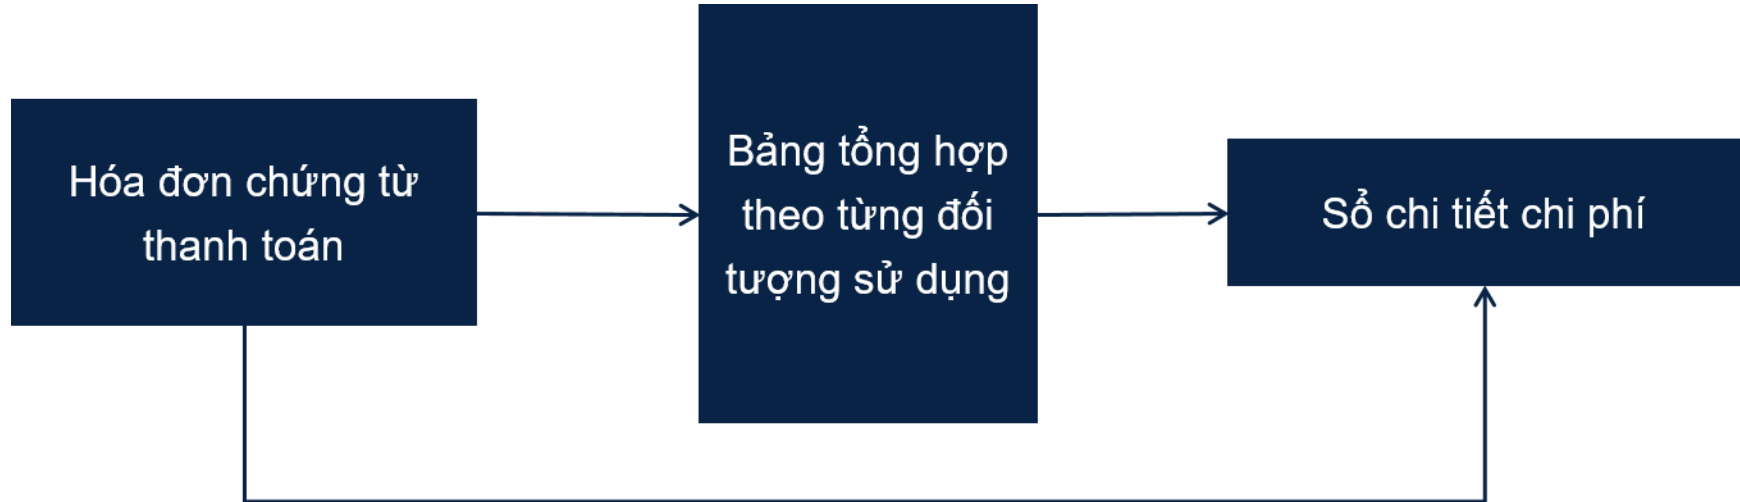 Hóa đơn chứng từ
thanh toán
Bảng tổng hợp
theo từng đối
tượng sử dụng
Sổ chi tiết chi phí